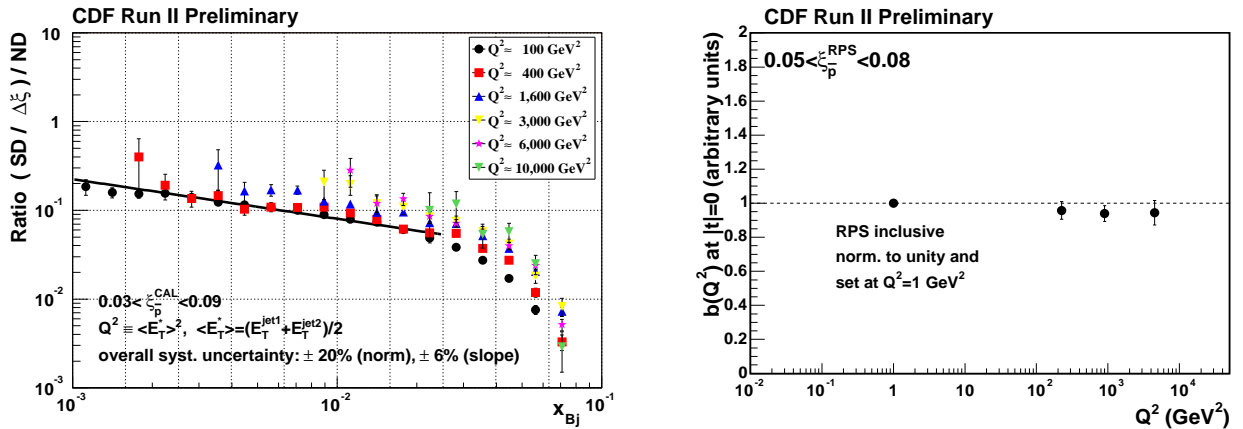 CDF Run II Preliminary
Ratio ( SD / Δξ ) / ND
10
1
10^-1
10^-2
10^-3
Q² ≈ 100 GeV²
Q² ≈ 400 GeV²
Q² ≈ 1,600 GeV²
Q² ≈ 3,000 GeV²
Q² ≈ 6,000 GeV²
Q² ≈ 10,000 GeV²
0.03< ξ_p̄^CAL <0.09
Q² ≡ <E_T^*>², <E_T^*>=(E_T^jet1+E_T^jet2)/2
overall syst. uncertainty: ± 20% (norm), ± 6% (slope)
10^-3
10^-2
10^-1
x_Bj
CDF Run II Preliminary
b(Q²) at |t|=0 (arbitrary units)
2
1.8
1.6
1.4
1.2
1
0.8
0.6
0.4
0.2
0
0.05<ξ_p̄^RPS<0.08
RPS inclusive
norm. to unity and
set at Q²=1 GeV²
10^-2
10^-1
1
10
10²
10³
10⁴
Q² (GeV²)